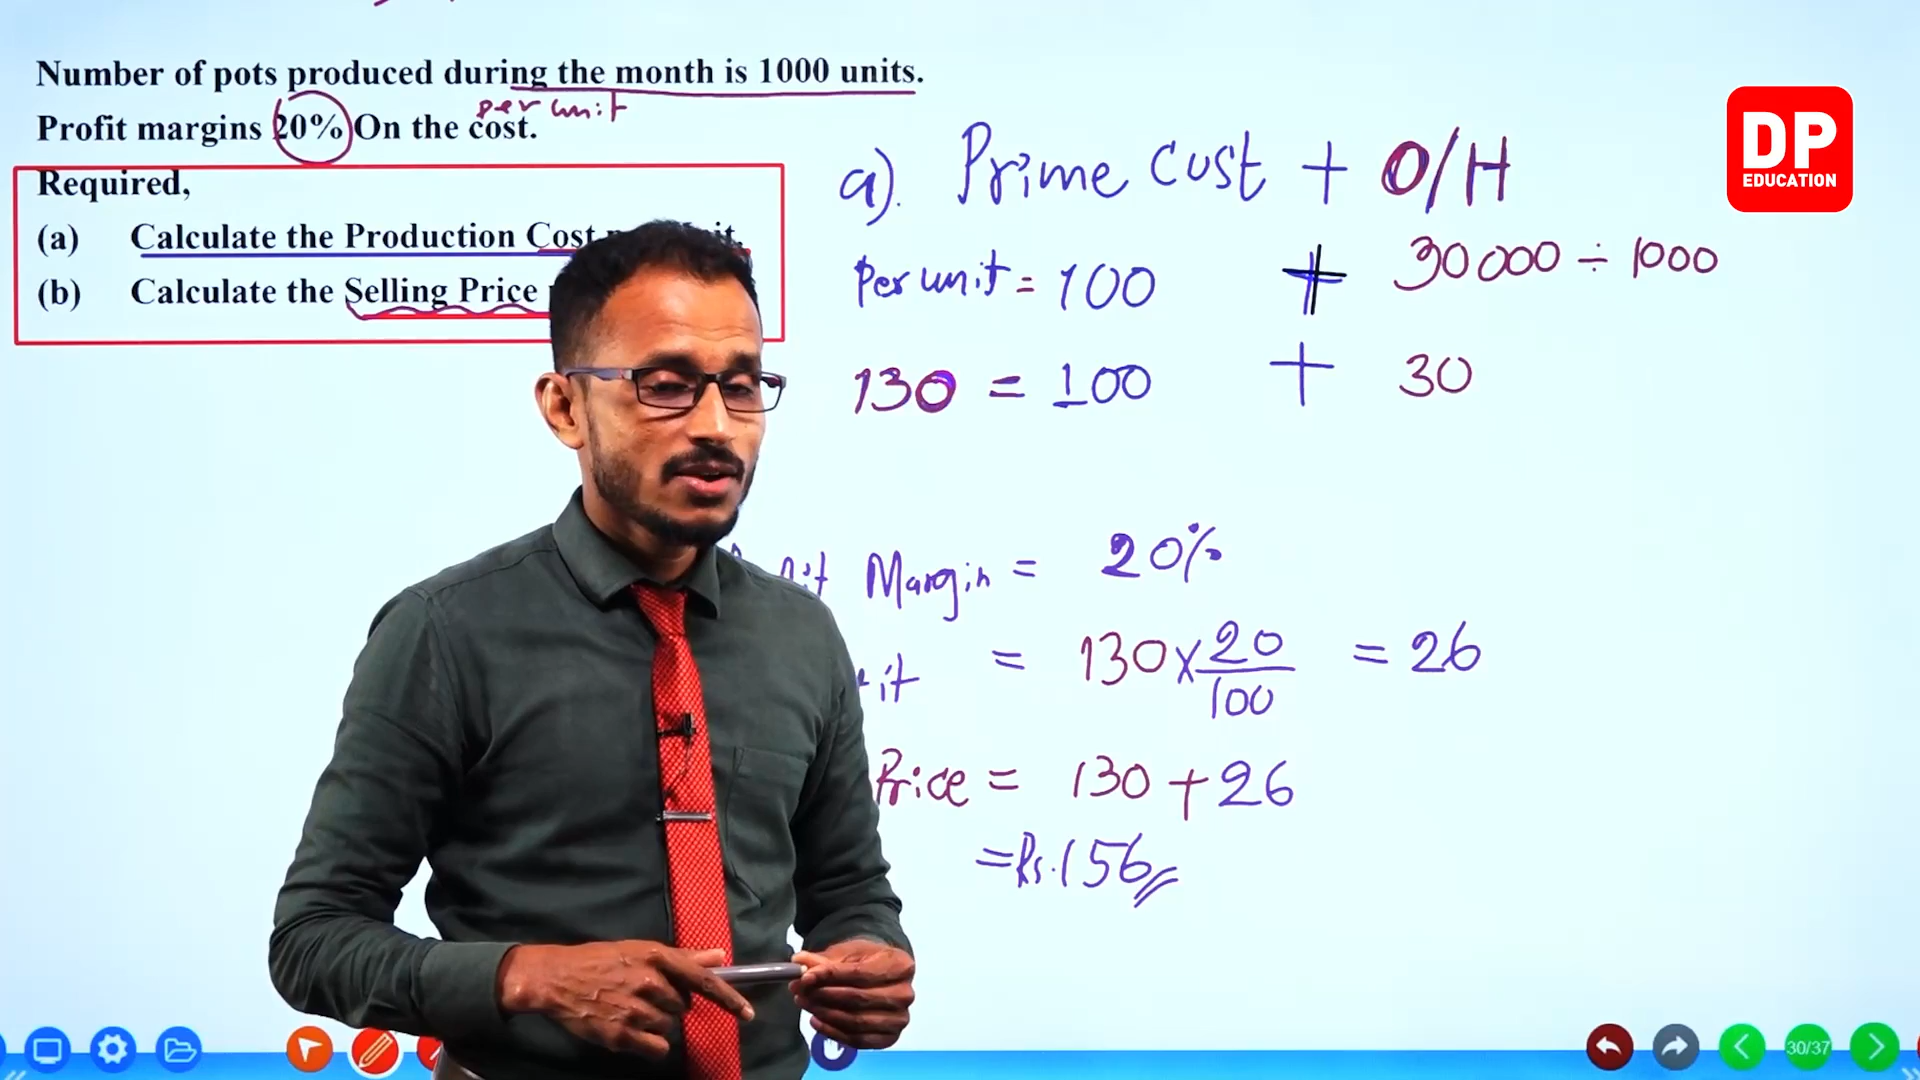 Number of pots produced during the month is 1000 units.
per unit
Profit margins 20% On the cost.
Required,
(a) Calculate the Production Cost
(b) Calculate the Selling Price
a). Prime Cost + O/H
Per unit = 100 + 30000 ÷ 1000
130 = 100 + 30
Margin = 20%
= 130 x 20/100 = 26
Price = 130 + 26
= Rs. 156
DP
EDUCATION
30/37